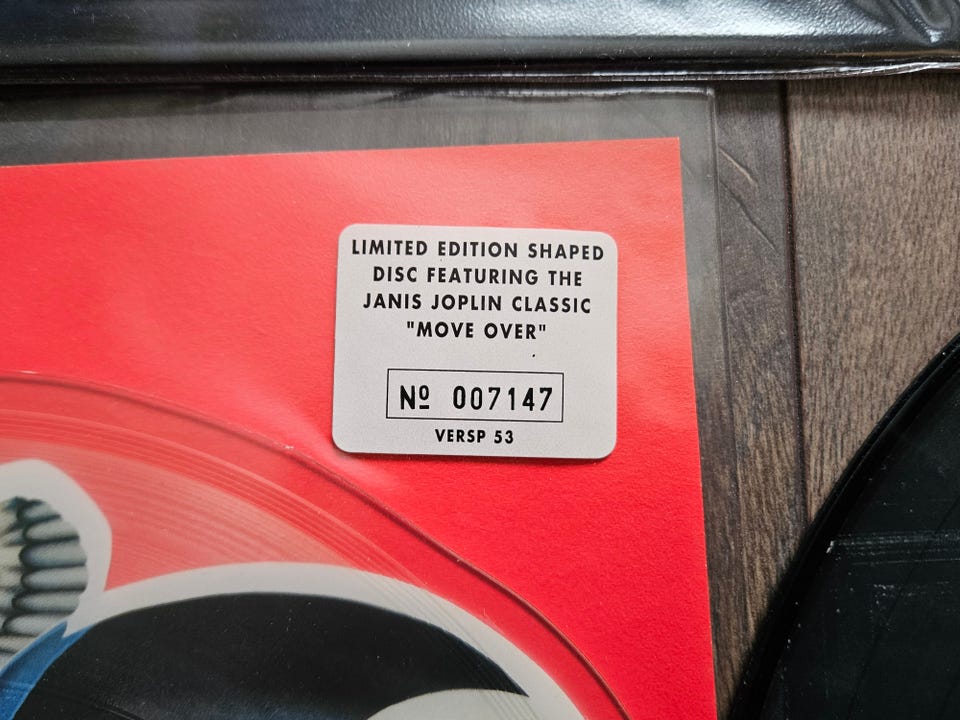 LIMITED EDITION SHAPED
DISC FEATURING THE
JANIS JOPLIN CLASSIC
"MOVE OVER"
Nº 007147
VERSP 53